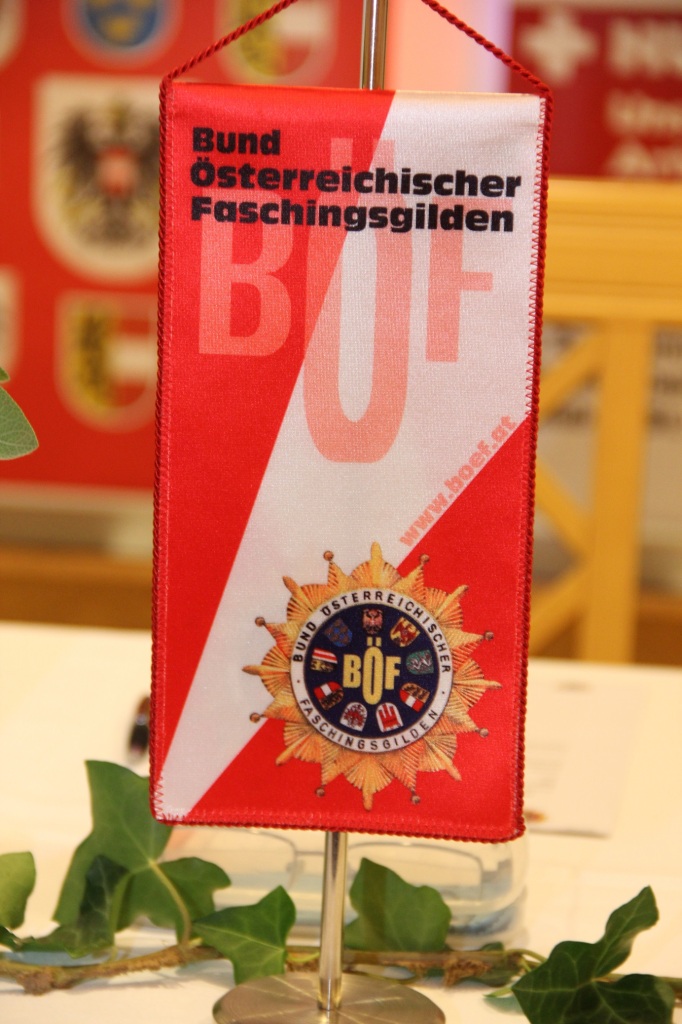 Bund
Österreichischer
Faschingsgilden
BÖF
www.boef.at
BUND ÖSTERREICHISCHER
BÖF
· FASCHINGSGILDEN ·